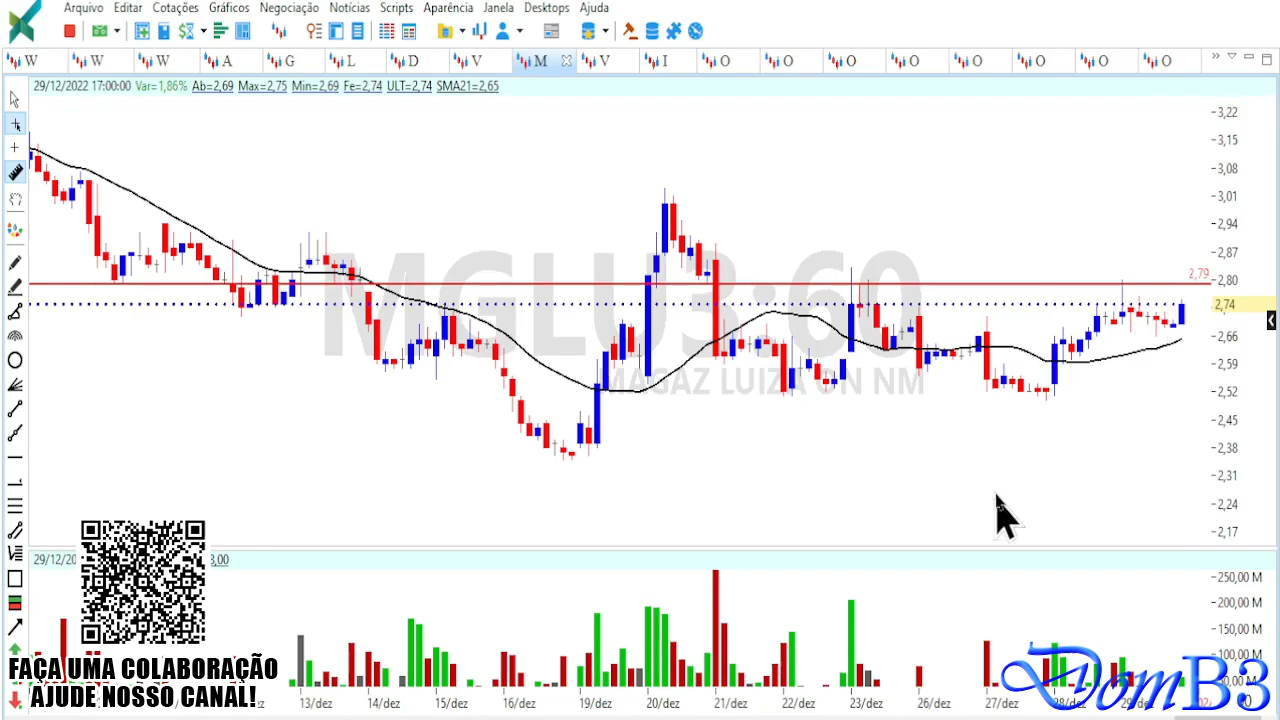 Arquivo Editar Cotações Gráficos Negociação Notícias Scripts Aparência Janela Desktops Ajuda
W W W A G L D V M V I O O O O O O O O
29/12/2022 17:00:00 Var=1,86% Ab=2,69 Max=2,75 Min=2,69 Fe=2,74 ULT=2,74 SMA21=2,65
3,22
3,15
3,08
3,01
2,94
2,87
2,79
2,80
2,74
2,66
2,59
2,52
2,45
2,38
2,31
2,24
2,17
MGLU3:60
MAGAZ LUIZA ON NM
250,00 M
200,00 M
150,00 M
100,00 M
13/dez 14/dez 15/dez 16/dez 19/dez 20/dez 21/dez 22/dez 23/dez 26/dez 27/dez 28/dez
FAÇA UMA COLABORAÇÃO
AJUDE NOSSO CANAL!
DomB3